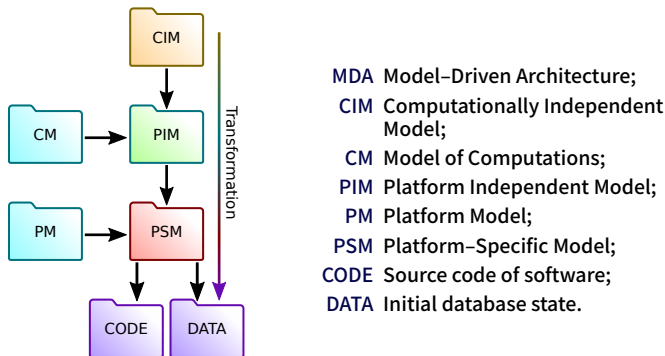 CIM
CM
PIM
Transformation
PM
PSM
CODE
DATA
MDA Model–Driven Architecture;
CIM Computationally Independent
Model;
CM Model of Computations;
PIM Platform Independent Model;
PM Platform Model;
PSM Platform–Specific Model;
CODE Source code of software;
DATA Initial database state.